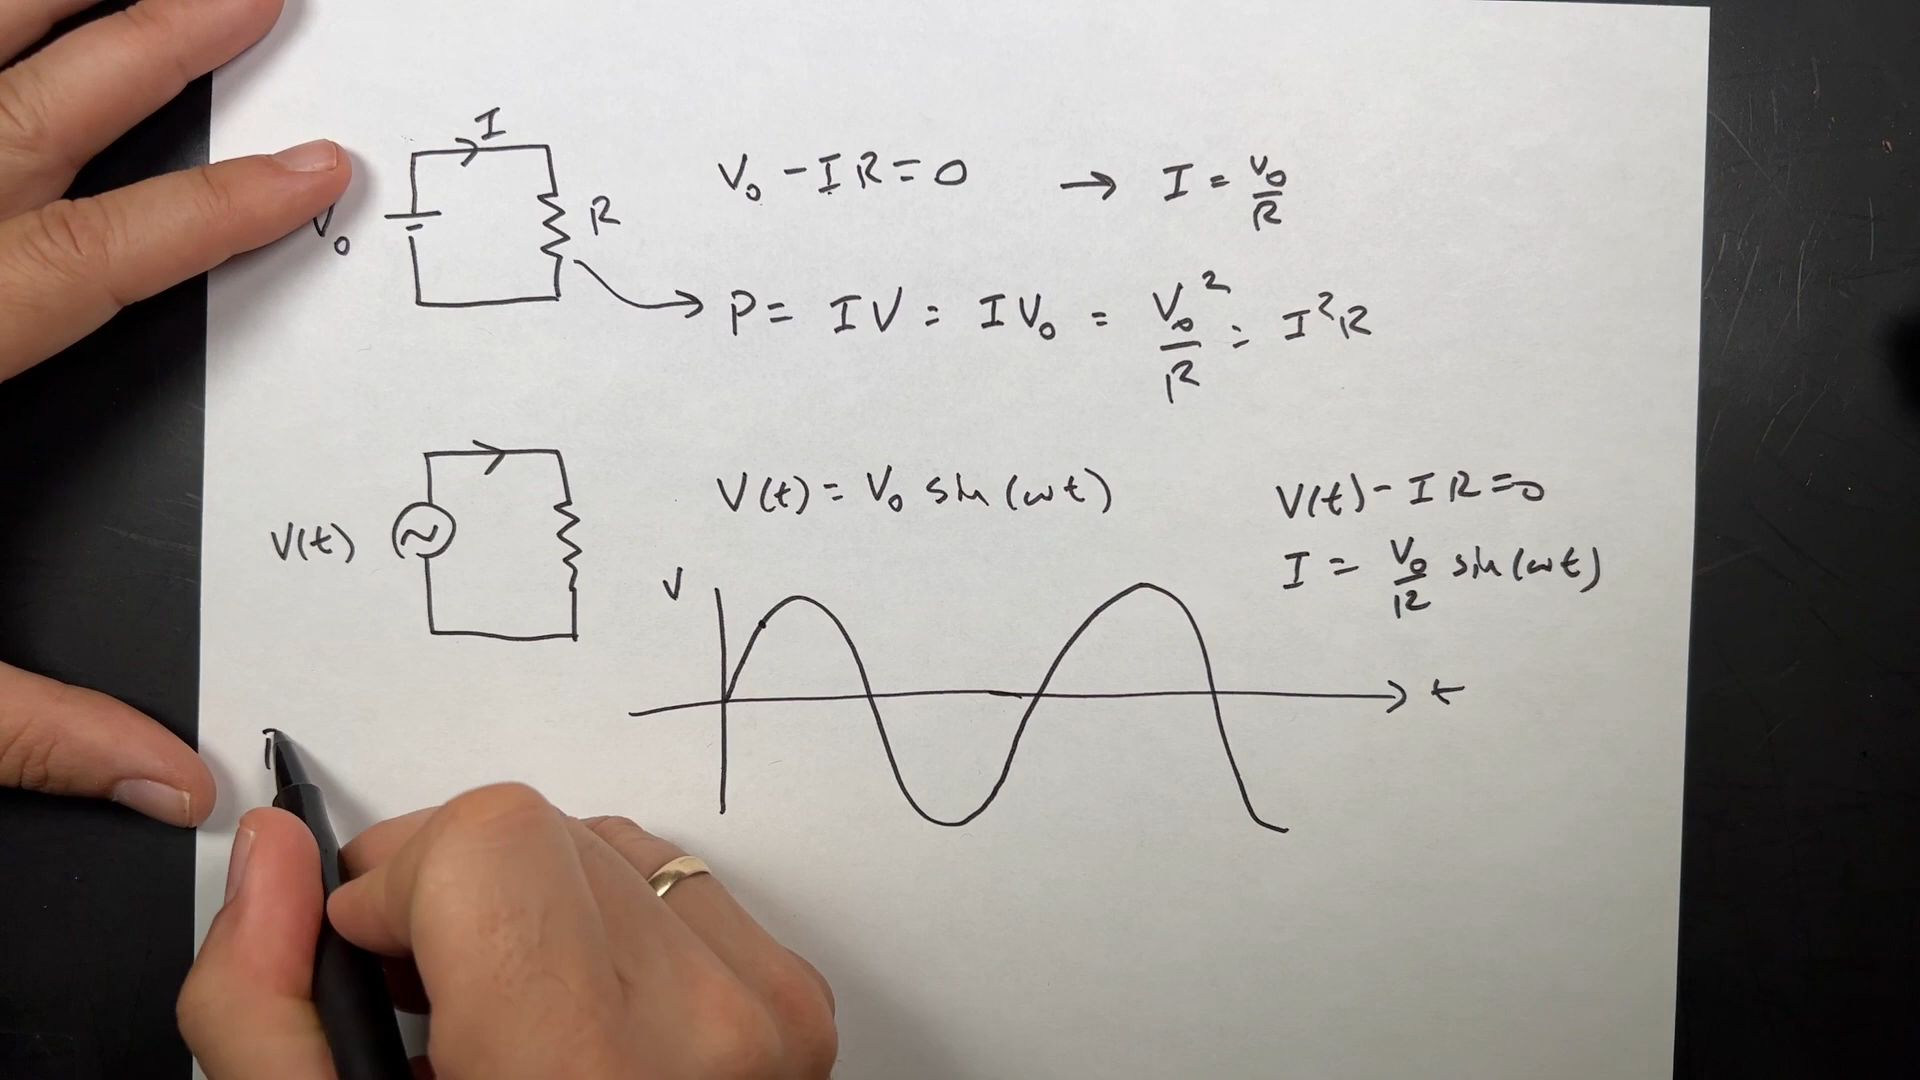 I
V₀
R
V₀ - IR = 0 → I = V₀/R
P = IV = IV₀ = V₀²/R = I²R
V(t)
V(t) = V₀ sin(ωt)
V(t) - IR = 0
I = V₀/R sin(ωt)
V
t